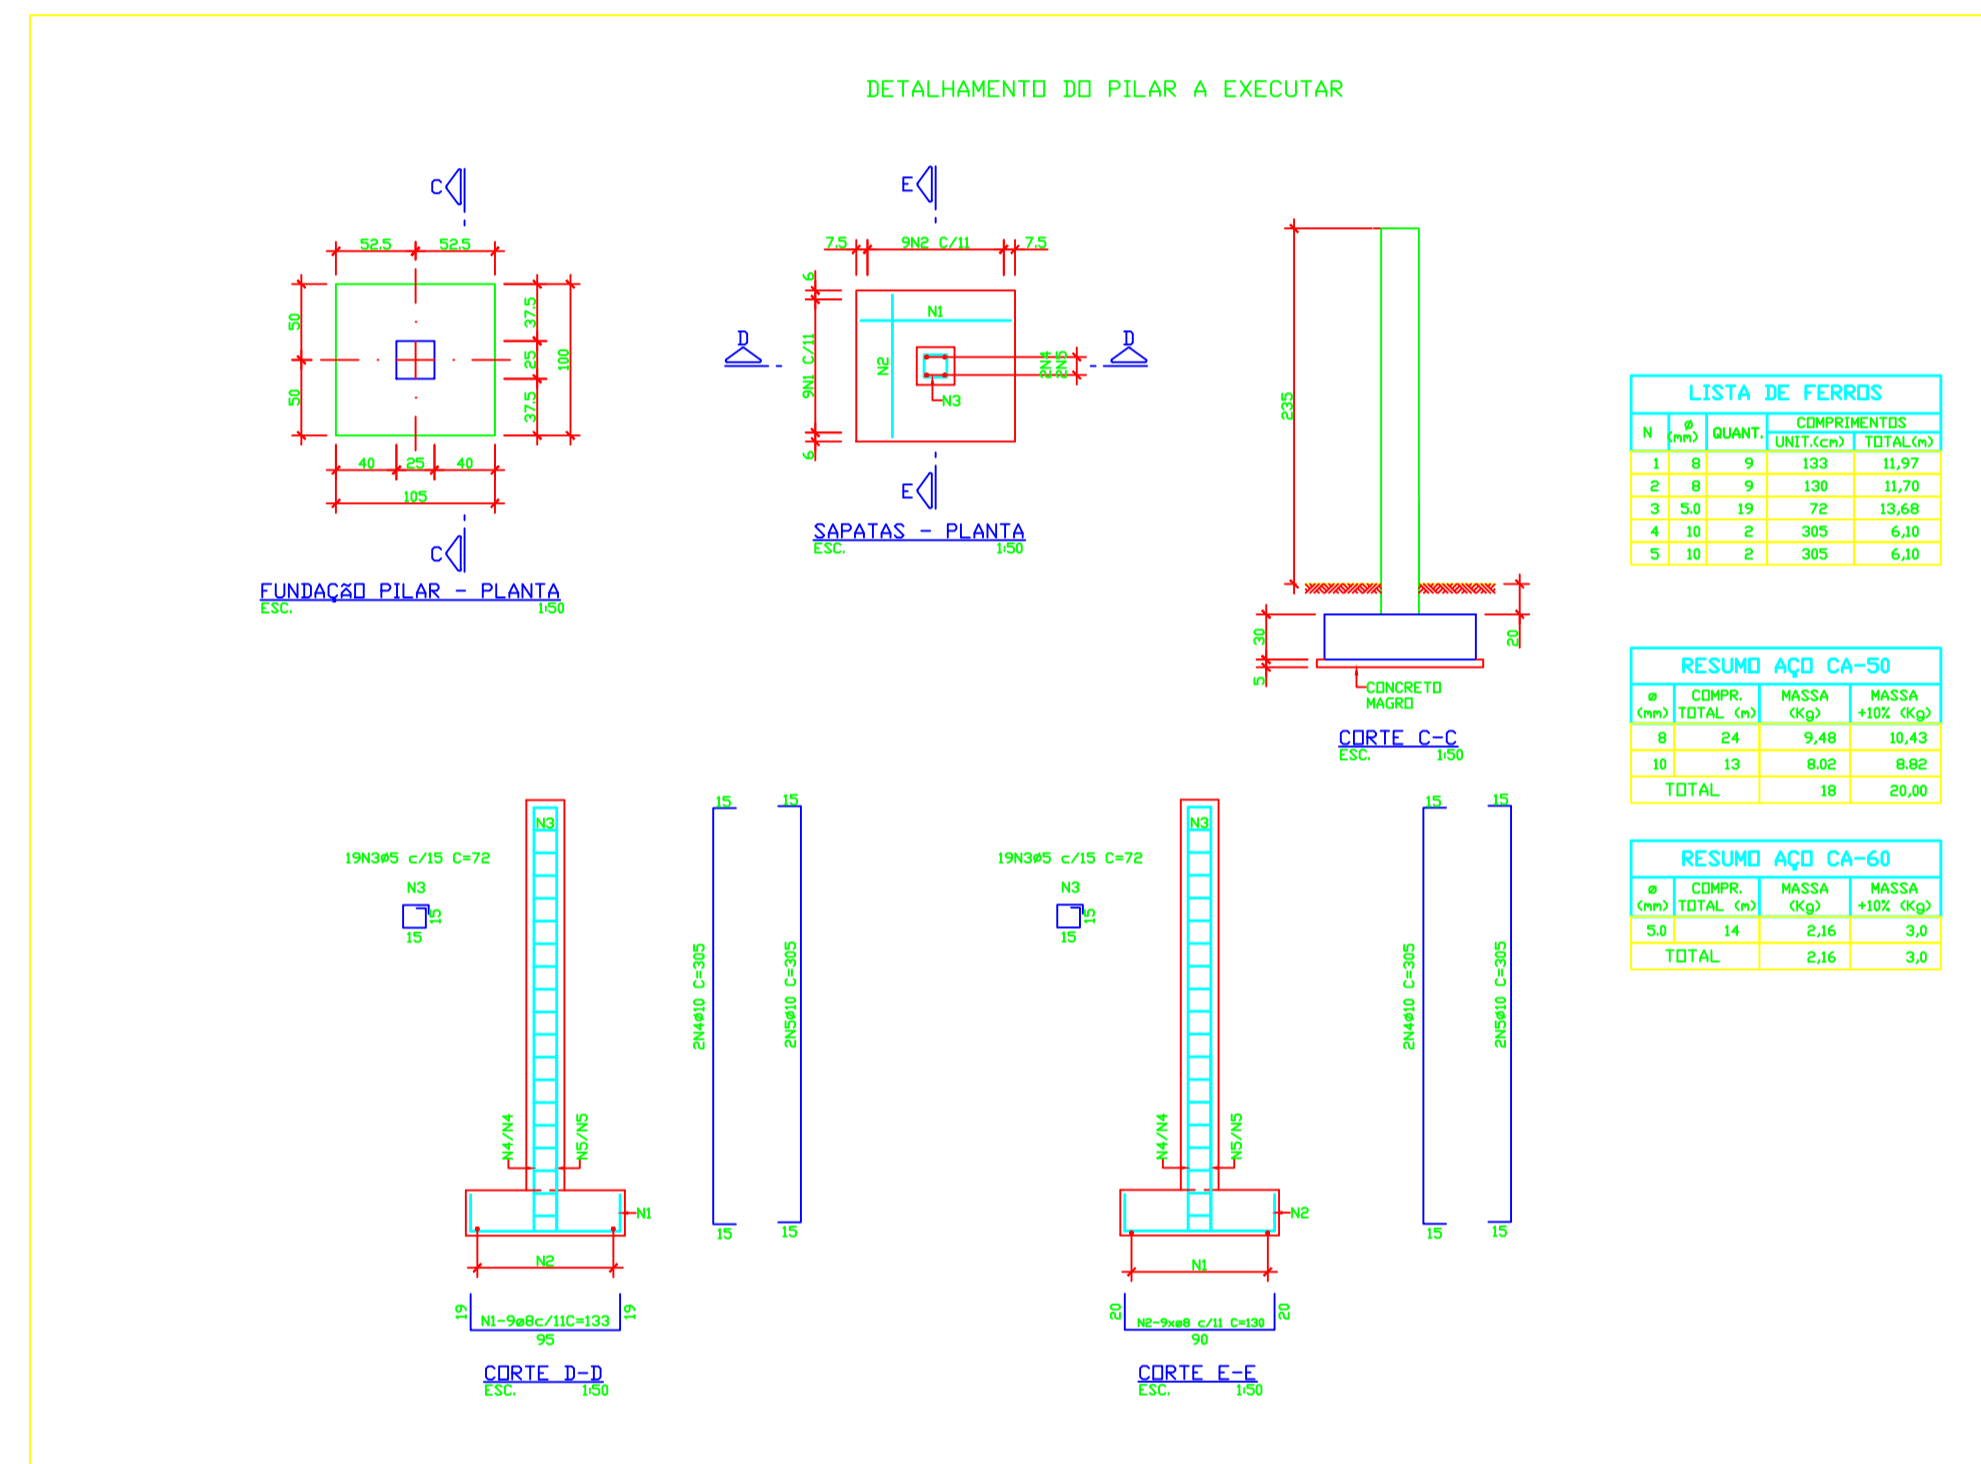 DETALHAMENTO DO PILAR A EXECUTAR
C
52.5 52.5
50
50
37.5
25
37.5
100
40 25 40
105
C
FUNDAÇÃO PILAR - PLANTA
ESC. 1:50
E
7.5 9N2 C/11 7.5
6
9N1 C/11
6
N1
N2
N3
2N4
2N5
D D
E
SAPATAS - PLANTA
ESC. 1:50
235
30
5
20
CONCRETO
MAGRO
CORTE C-C
ESC. 1:50
LISTA DE FERROS
N ø (mm) QUANT. COMPRIMENTOS
UNIT.(cm) TOTAL(m)
1 8 9 133 11,97
2 8 9 130 11,70
3 5.0 19 72 13,68
4 10 2 305 6,10
5 10 2 305 6,10
RESUMO AÇO CA-50
ø COMPR. MASSA MASSA
(mm) TOTAL (m) (Kg) +10% (Kg)
8 24 9,48 10,43
10 13 8.02 8.82
TOTAL 18 20,00
RESUMO AÇO CA-60
ø COMPR. MASSA MASSA
(mm) TOTAL (m) (Kg) +10% (Kg)
5.0 14 2,16 3,0
TOTAL 2,16 3,0
19N3ø5 c/15 C=72
N3
15
15
N3
N4/N4
N5/N5
N1
N2
19
N1-9ø8c/11C=133
19
95
CORTE D-D
ESC. 1:50
15 15
2N4ø10 C=305
2N5ø10 C=305
15 15
19N3ø5 c/15 C=72
N3
15
15
N3
N4/N4
N5/N5
N2
N1
20
N2-9xø8 c/11 C=130
20
90
CORTE E-E
ESC. 1:50
15 15
2N4ø10 C=305
2N5ø10 C=305
15 15